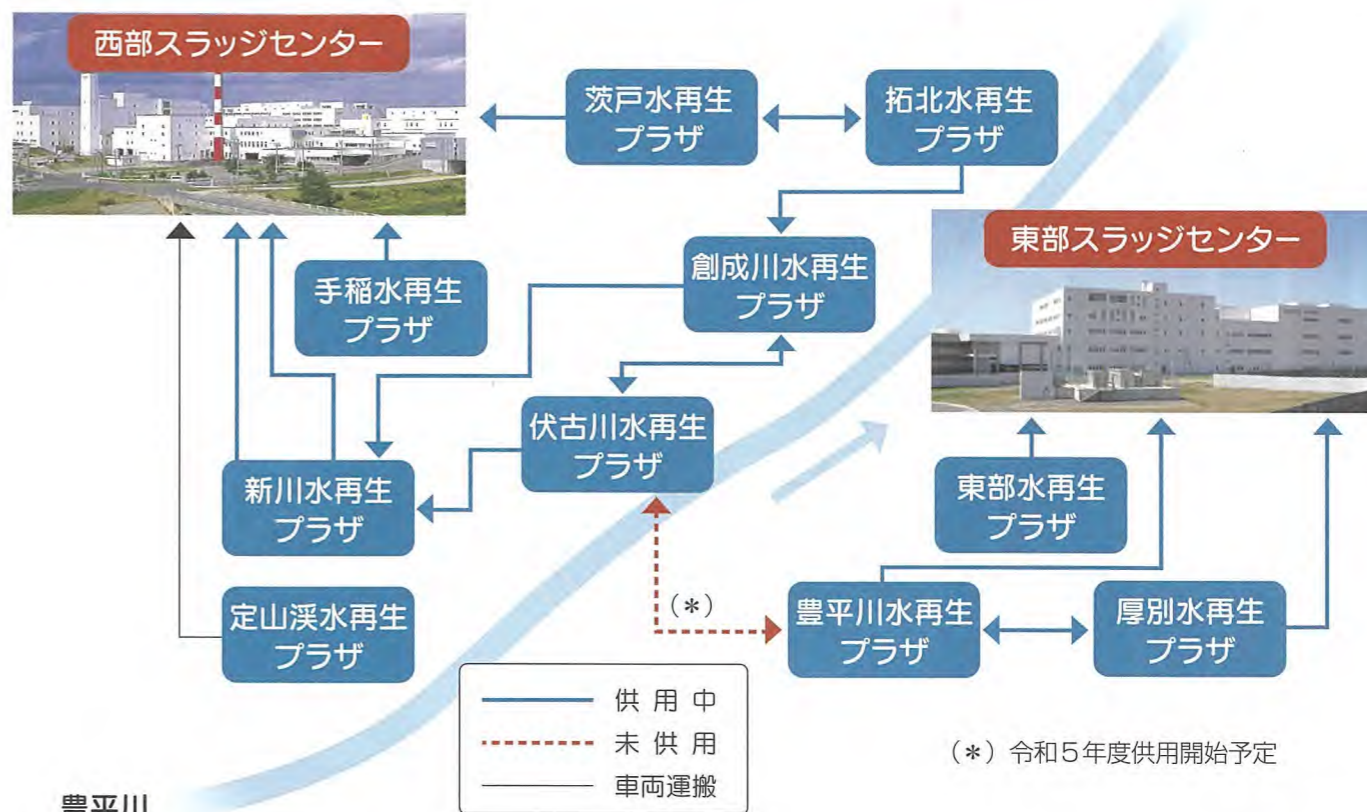 西部スラッジセンター
茨戸水再生
プラザ
拓北水再生
プラザ
東部スラッジセンター
創成川水再生
プラザ
手稲水再生
プラザ
伏古川水再生
プラザ
新川水再生
プラザ
東部水再生
プラザ
定山渓水再生
プラザ
(*)
豊平川水再生
プラザ
厚別水再生
プラザ
供用中
未供用
車両運搬
(*)令和5年度供用開始予定
豊平川